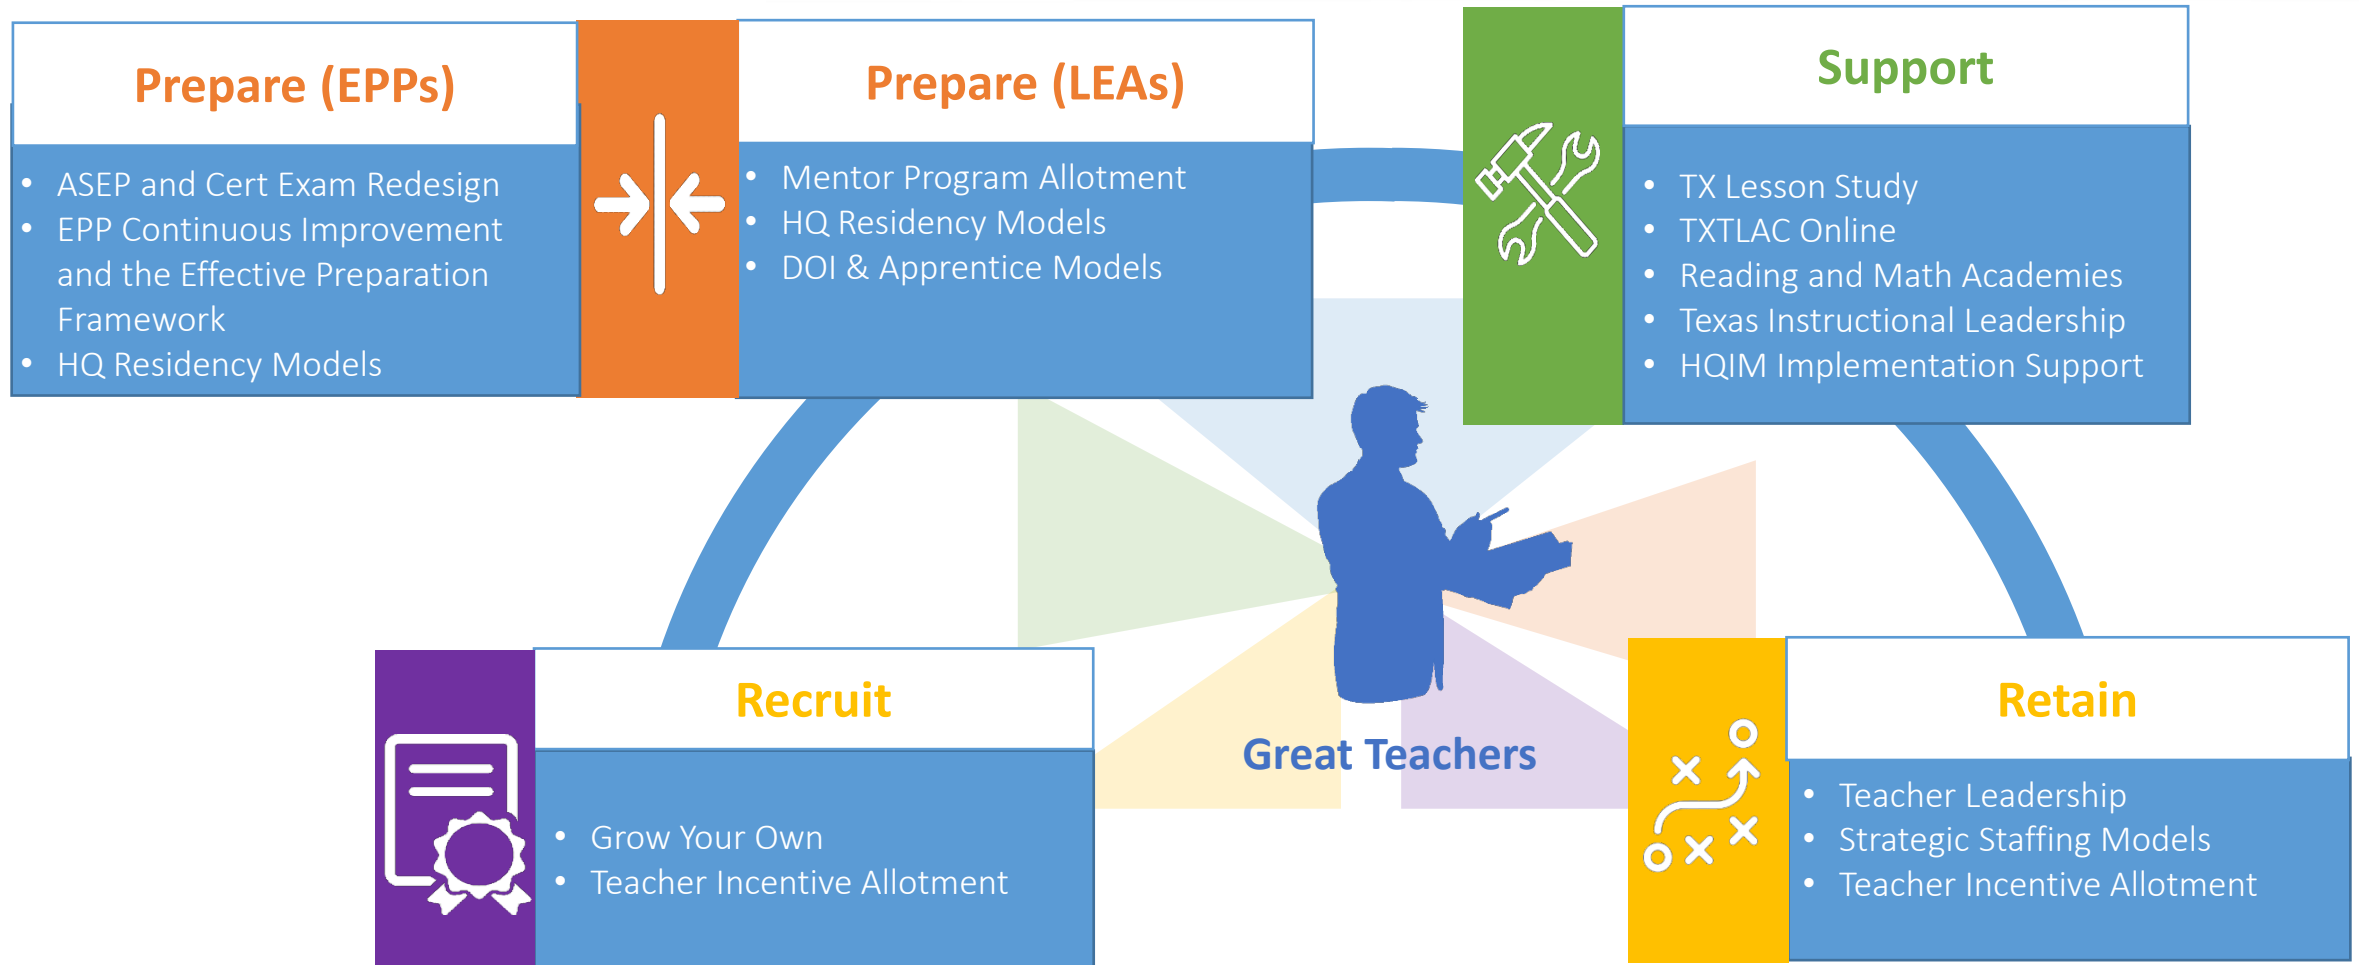 Prepare (EPPs)
• ASEP and Cert Exam Redesign
• EPP Continuous Improvement
and the Effective Preparation
Framework
• HQ Residency Models
Prepare (LEAs)
• Mentor Program Allotment
• HQ Residency Models
• DOI & Apprentice Models
Support
• TX Lesson Study
• TXTLAC Online
• Reading and Math Academies
• Texas Instructional Leadership
• HQIM Implementation Support
Recruit
• Grow Your Own
• Teacher Incentive Allotment
Great Teachers
Retain
• Teacher Leadership
• Strategic Staffing Models
• Teacher Incentive Allotment